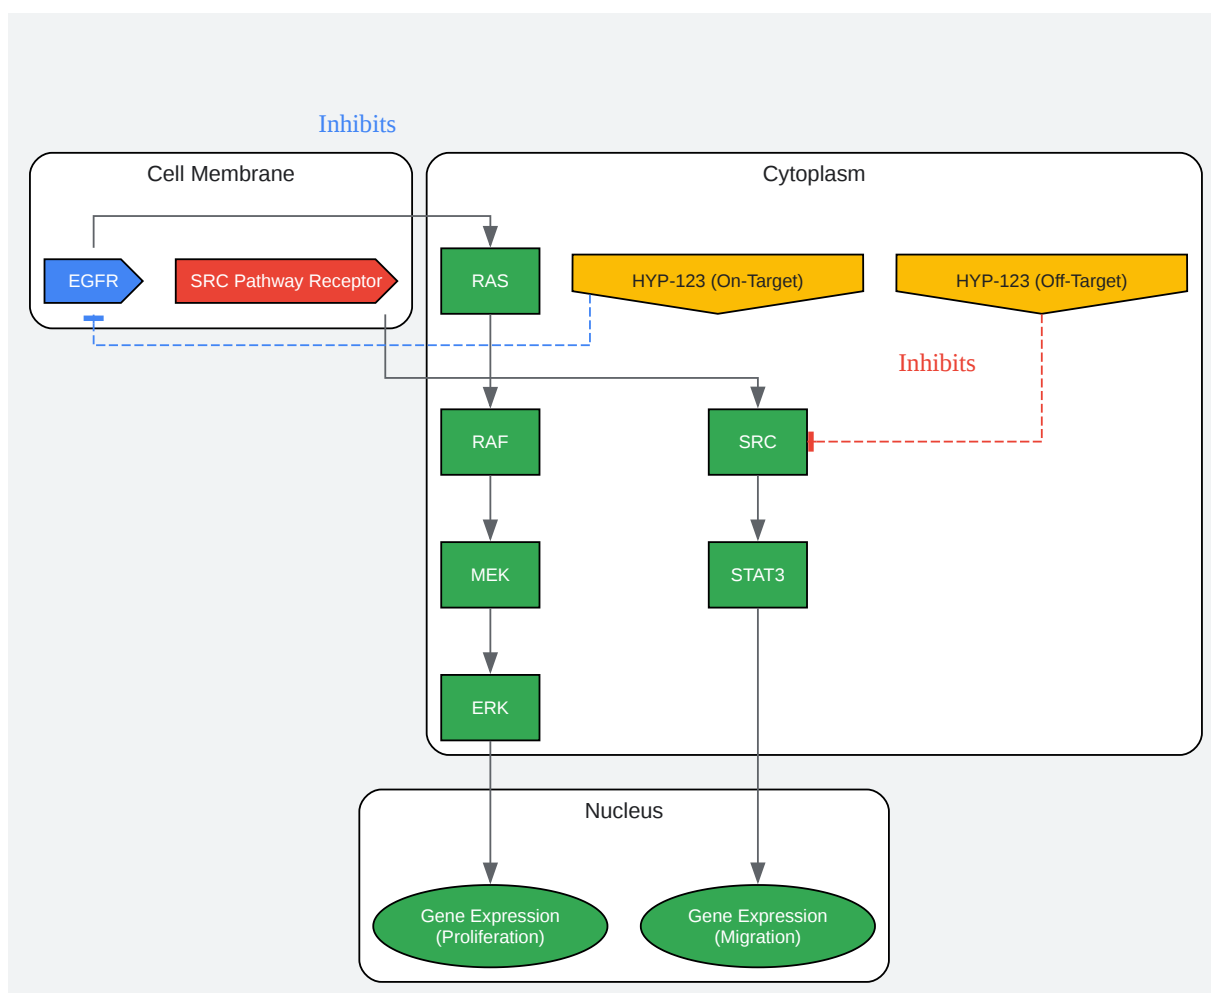 Inhibits
Cell Membrane
Cytoplasm
EGFR
SRC Pathway Receptor
RAS
HYP-123 (On-Target)
HYP-123 (Off-Target)
Inhibits
RAF
SRC
MEK
STAT3
ERK
Nucleus
Gene Expression
(Proliferation)
Gene Expression
(Migration)